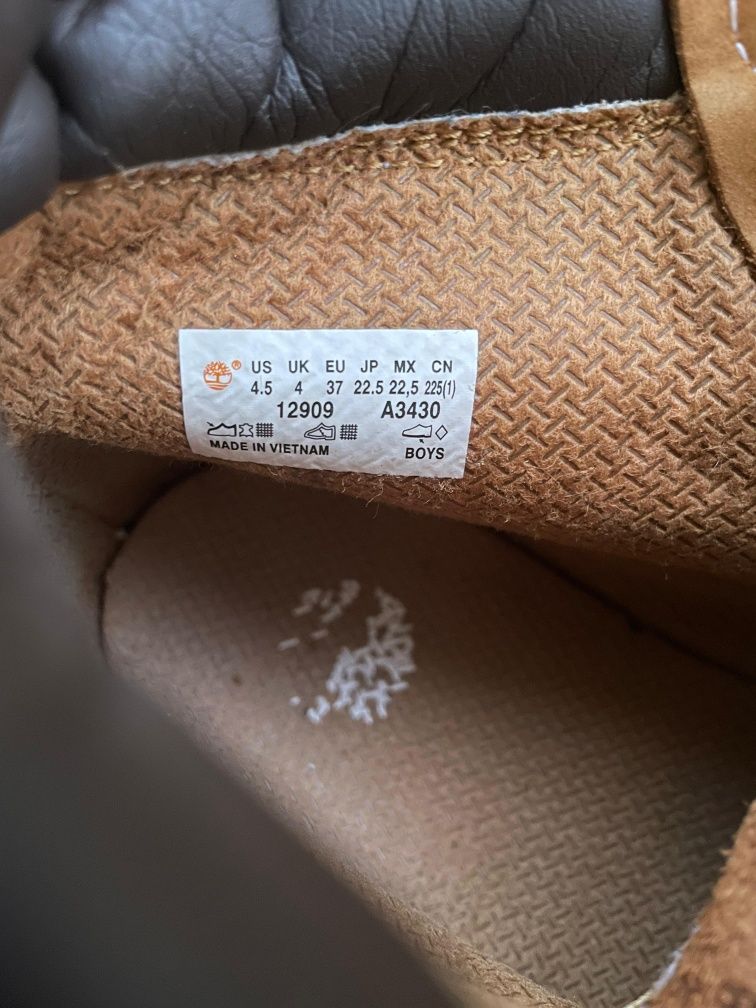 ® US UK EU JP MX CN
4.5 4 37 22.5 22,5 225(1)
12909 A3430
MADE IN VIETNAM BOYS